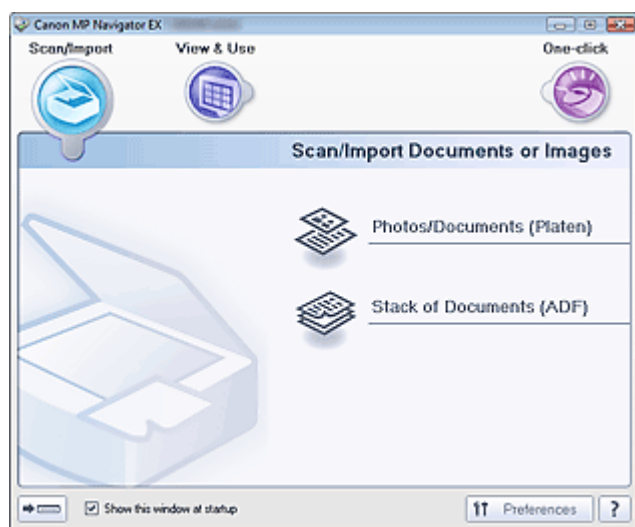 Canon MP Navigator EX
Scan/Import View & Use One-click
Scan/Import Documents or Images
Photos/Documents (Platen)
Stack of Documents (ADF)
Show this window at startup Preferences ?